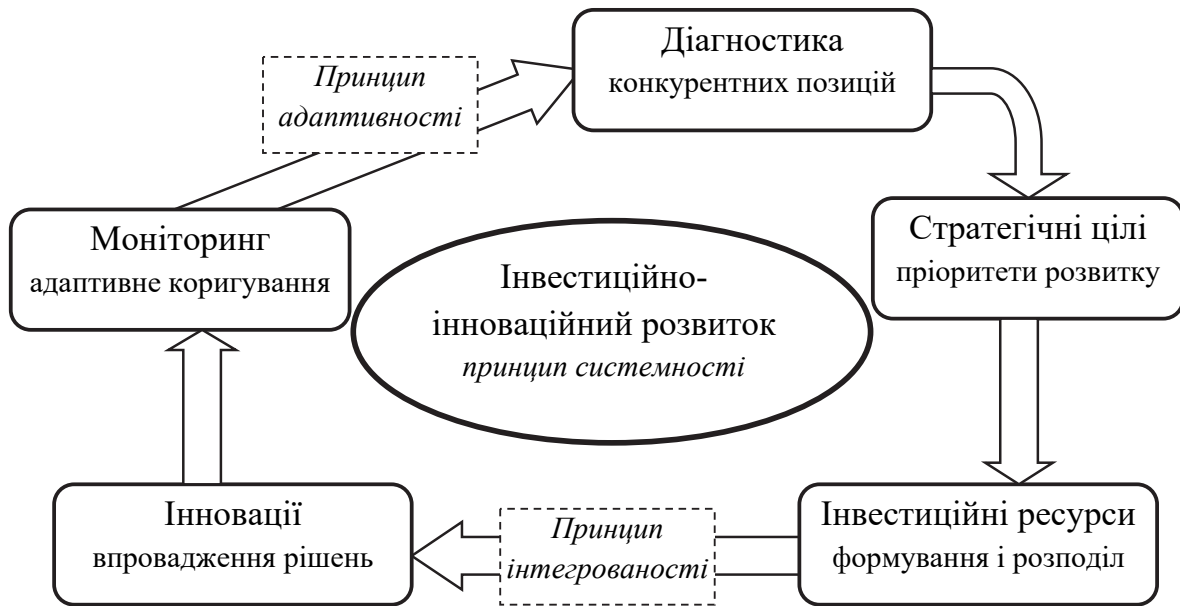 Діагностика
конкурентних позицій
Принцип
адаптивності
Моніторинг
адаптивне коригування
Стратегічні цілі
пріоритети розвитку
Інвестиційно-
інноваційний розвиток
принцип системності
Інновації
впровадження рішень
Принцип
інтегрованості
Інвестиційні ресурси
формування і розподіл